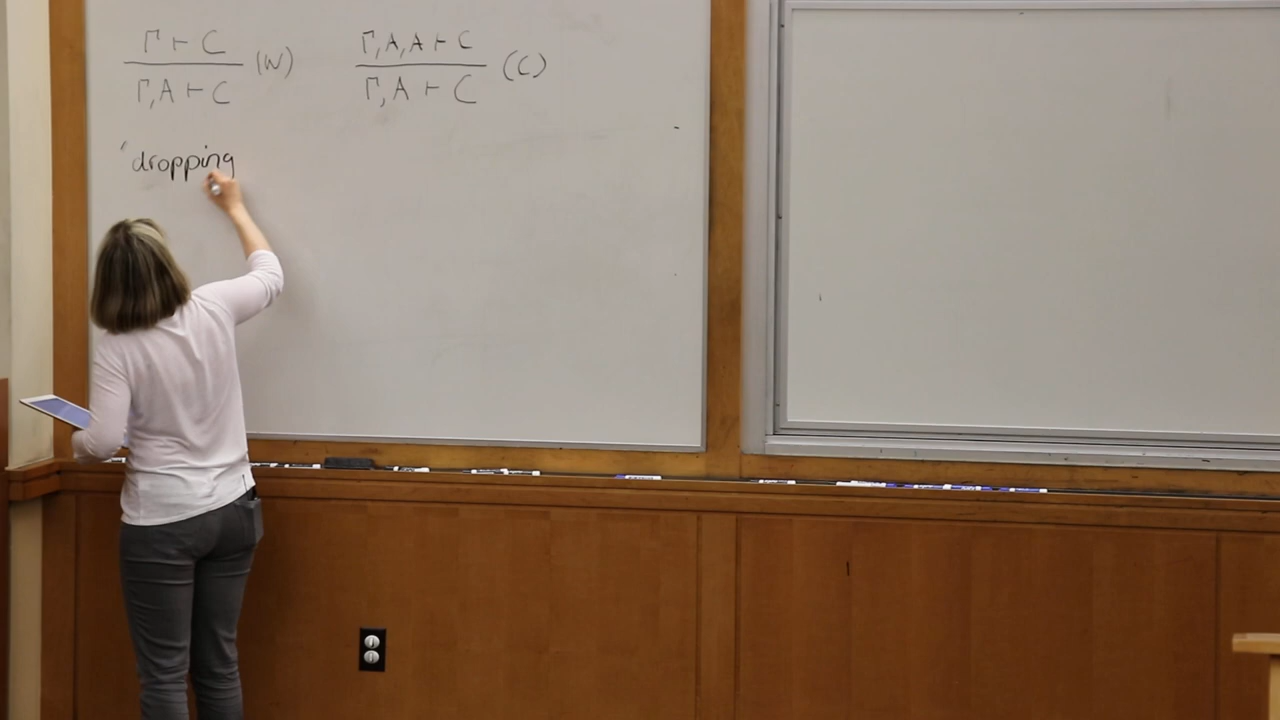 Γ ⊢ C
Γ, A ⊢ C (W)
Γ, A, A ⊢ C
Γ, A ⊢ C (C)
'dropping